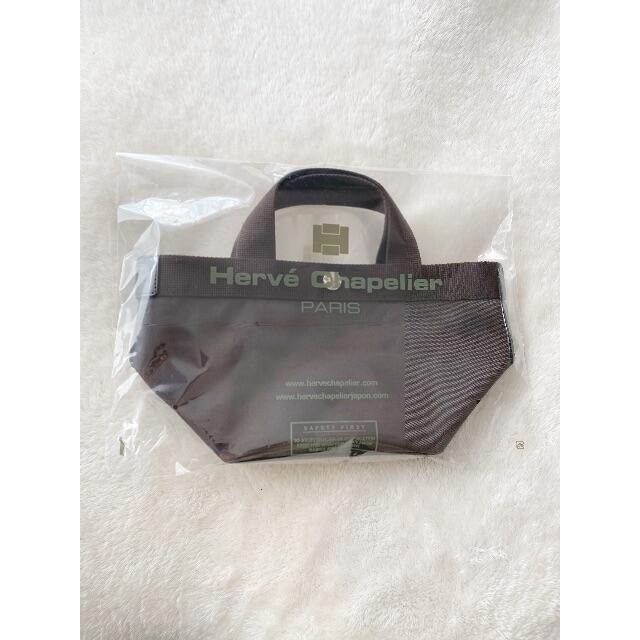 Hervé Chapelier
PARIS
www.hervechapelier.com
www.hervechapelierjapon.com
SAFETY FIRST